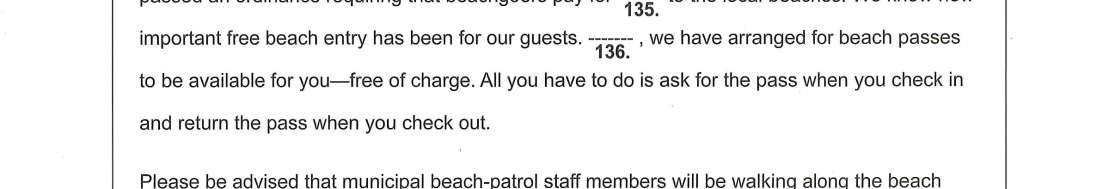 135.
important free beach entry has been for our guests. ------- , we have arranged for beach passes
136.
to be available for you—free of charge. All you have to do is ask for the pass when you check in
and return the pass when you check out.
Please be advised that municipal beach-patrol staff members will be walking along the beach